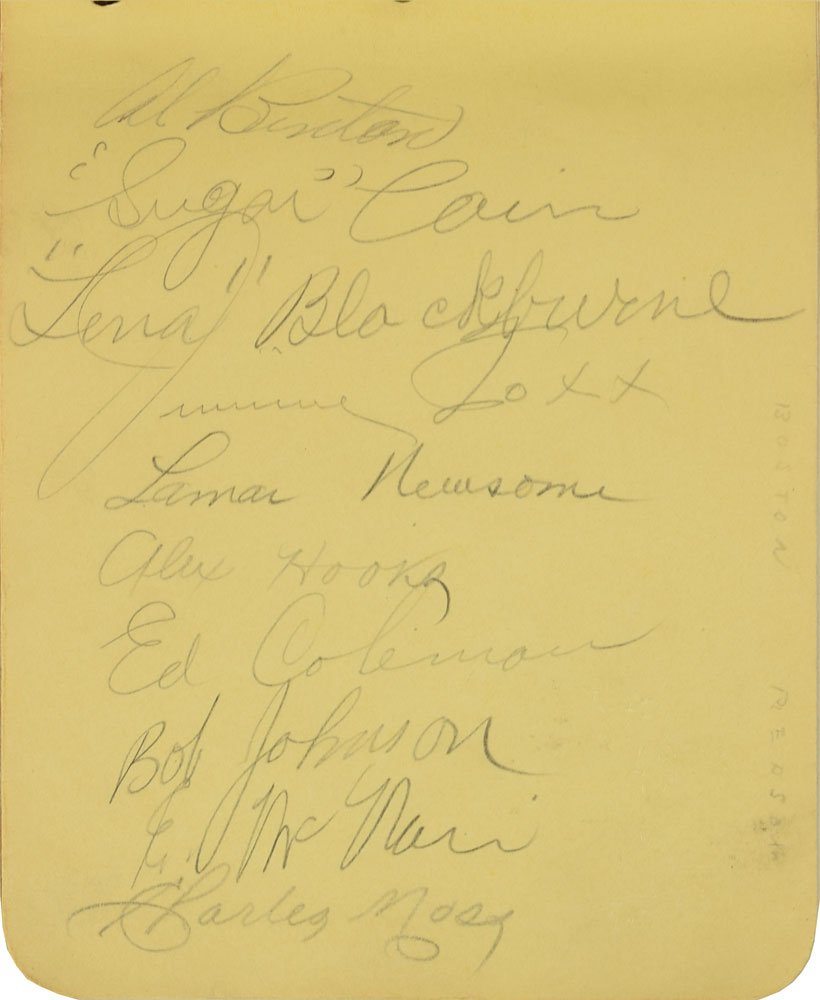 Al Benton
"Sugar" Cain
"Lena" Blackburne
Jimmie Foxx
Lamar Newsome
Alex Hooks
Ed Coleman
Bob Johnson
E. McNair
Charles Moss
BOSTON